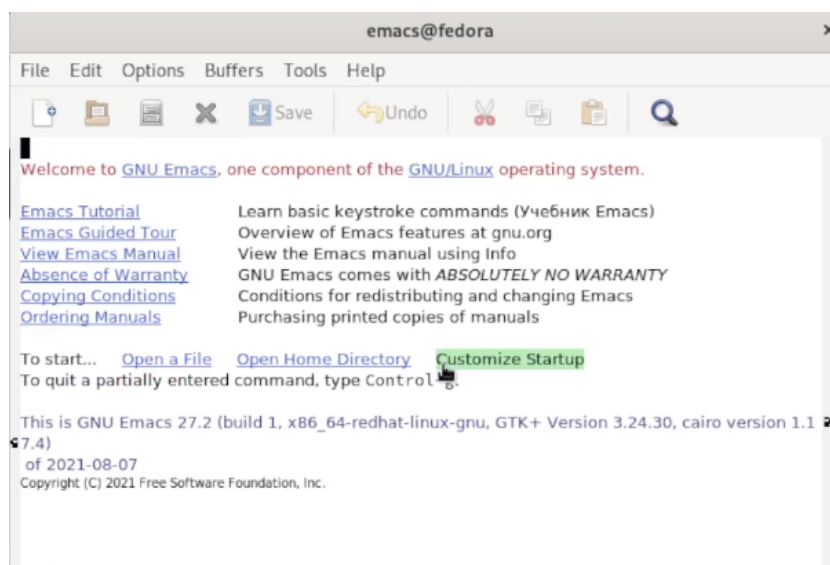 emacs@fedora
File Edit Options Buffers Tools Help
Save Undo
Welcome to GNU Emacs, one component of the GNU/Linux operating system.
Emacs Tutorial Learn basic keystroke commands (Учебник Emacs)
Emacs Guided Tour Overview of Emacs features at gnu.org
View Emacs Manual View the Emacs manual using Info
Absence of Warranty GNU Emacs comes with ABSOLUTELY NO WARRANTY
Copying Conditions Conditions for redistributing and changing Emacs
Ordering Manuals Purchasing printed copies of manuals
To start... Open a File Open Home Directory Customize Startup
To quit a partially entered command, type Control-g.
This is GNU Emacs 27.2 (build 1, x86_64-redhat-linux-gnu, GTK+ Version 3.24.30, cairo version 1.1
7.4)
of 2021-08-07
Copyright (C) 2021 Free Software Foundation, Inc.